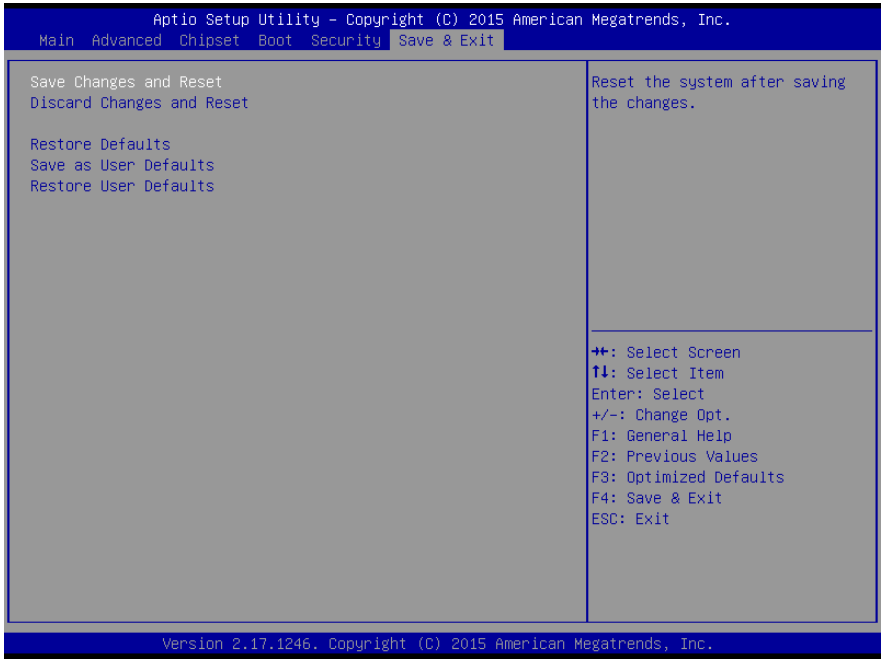 Aptio Setup Utility – Copyright (C) 2015 American Megatrends, Inc.
Main Advanced Chipset Boot Security Save & Exit
Save Changes and Reset
Discard Changes and Reset
Restore Defaults
Save as User Defaults
Restore User Defaults
Reset the system after saving
the changes.
→←: Select Screen
↑↓: Select Item
Enter: Select
+/-: Change Opt.
F1: General Help
F2: Previous Values
F3: Optimized Defaults
F4: Save & Exit
ESC: Exit
Version 2.17.1246. Copyright (C) 2015 American Megatrends, Inc.